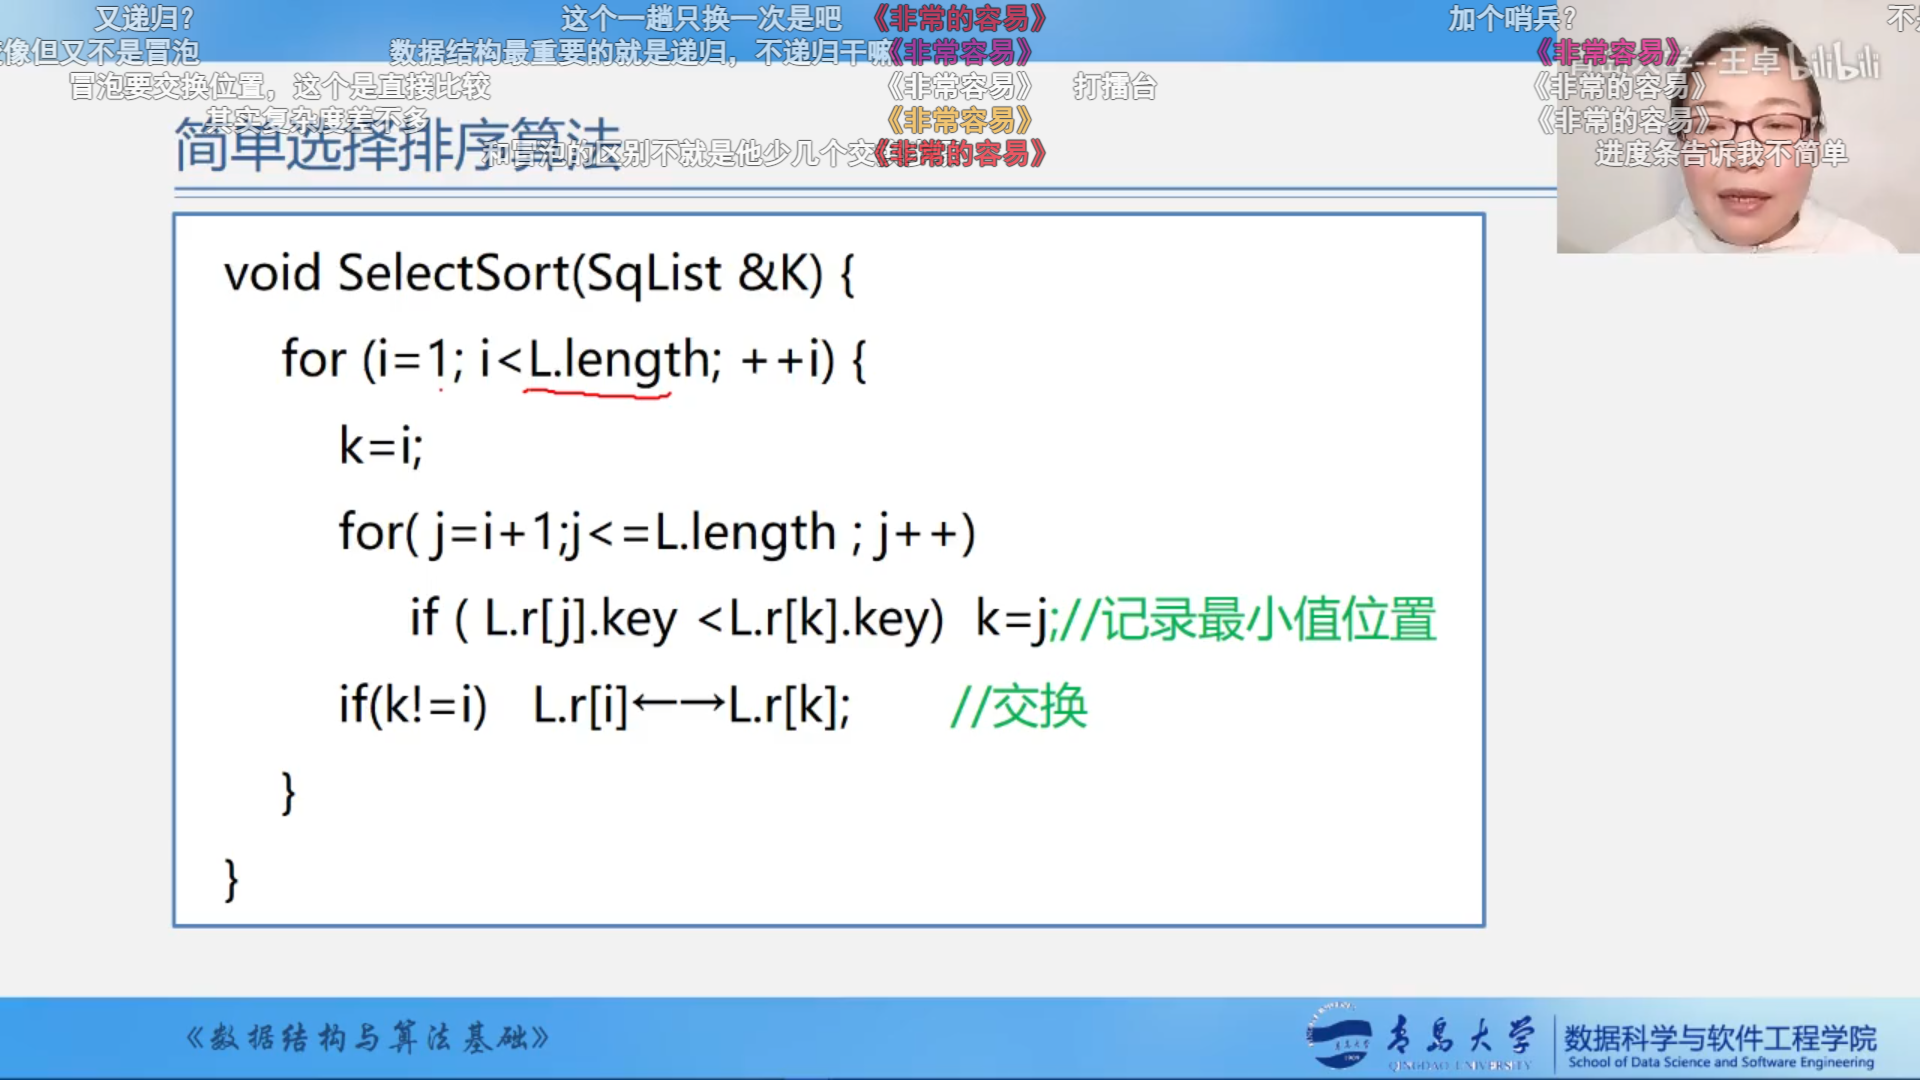 又递归？
这个一趟只换一次是吧
《非常的容易》
加个哨兵？
像但又不是冒泡
数据结构最重要的就是递归，不递归干嘛
《非常容易》
《非常容易》
王卓 bilibili
冒泡要交换位置，这个是直接比较
《非常容易》
打擂台
《非常的容易》
其实复杂度差不多
《非常容易》
《非常的容易》
简单选择排序算法
和冒泡的区别不就是他少几个交
《非常的容易》
进度条告诉我不简单
void SelectSort(SqList &K) {
for (i=1; i<L.length; ++i) {
k=i;
for( j=i+1;j<=L.length ; j++)
if ( L.r[j].key <L.r[k].key) k=j;//记录最小值位置
if(k!=i) L.r[i]←→L.r[k]; //交换
}
}
《数据结构与算法基础》
青岛大学
QINGDAO UNIVERSITY
数据科学与软件工程学院
School of Data Science and Software Engineering